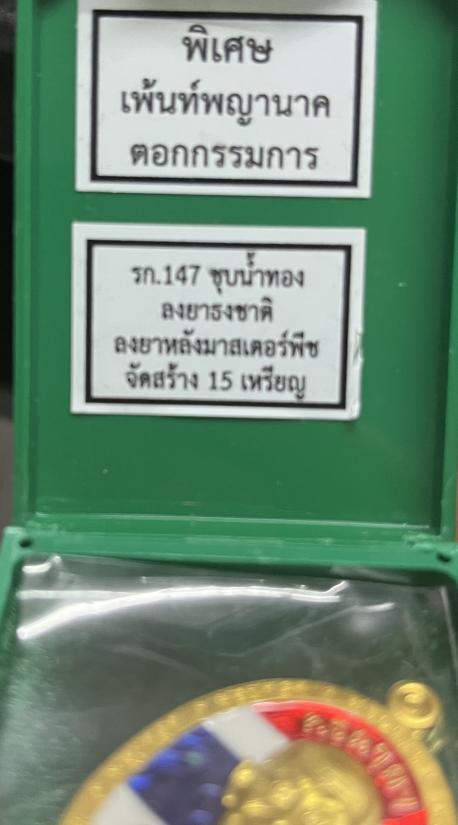 พิเศษ
เพ้นท์พญานาค
ตอกกรรมการ
รก.147 ชุบน้ำทอง
ลงยาธงชาติ
ลงยาหลังมาสเตอร์พีช
จัดสร้าง 15 เหรียญ